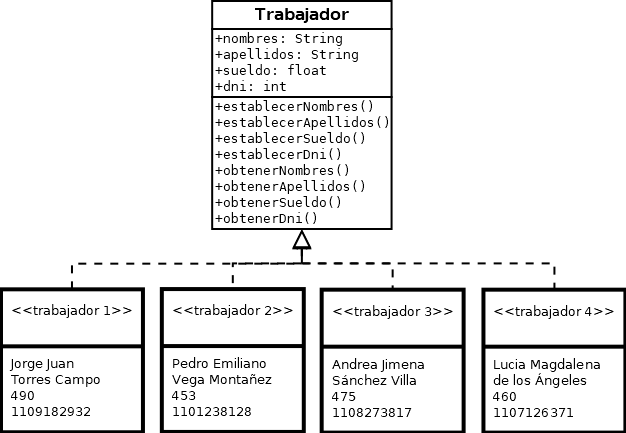 Trabajador
+nombres: String
+apellidos: String
+sueldo: float
+dni: int
+establecerNombres()
+establecerApellidos()
+establecerSueldo()
+establecerDni()
+obtenerNombres()
+obtenerApellidos()
+obtenerSueldo()
+obtenerDni()
<<trabajador 1>>
Jorge Juan
Torres Campo
490
1109182932
<<trabajador 2>>
Pedro Emiliano
Vega Montañez
453
1101238128
<<trabajador 3>>
Andrea Jimena
Sánchez Villa
475
1108273817
<<trabajador 4>>
Lucia Magdalena
de los Ángeles
460
1107126371